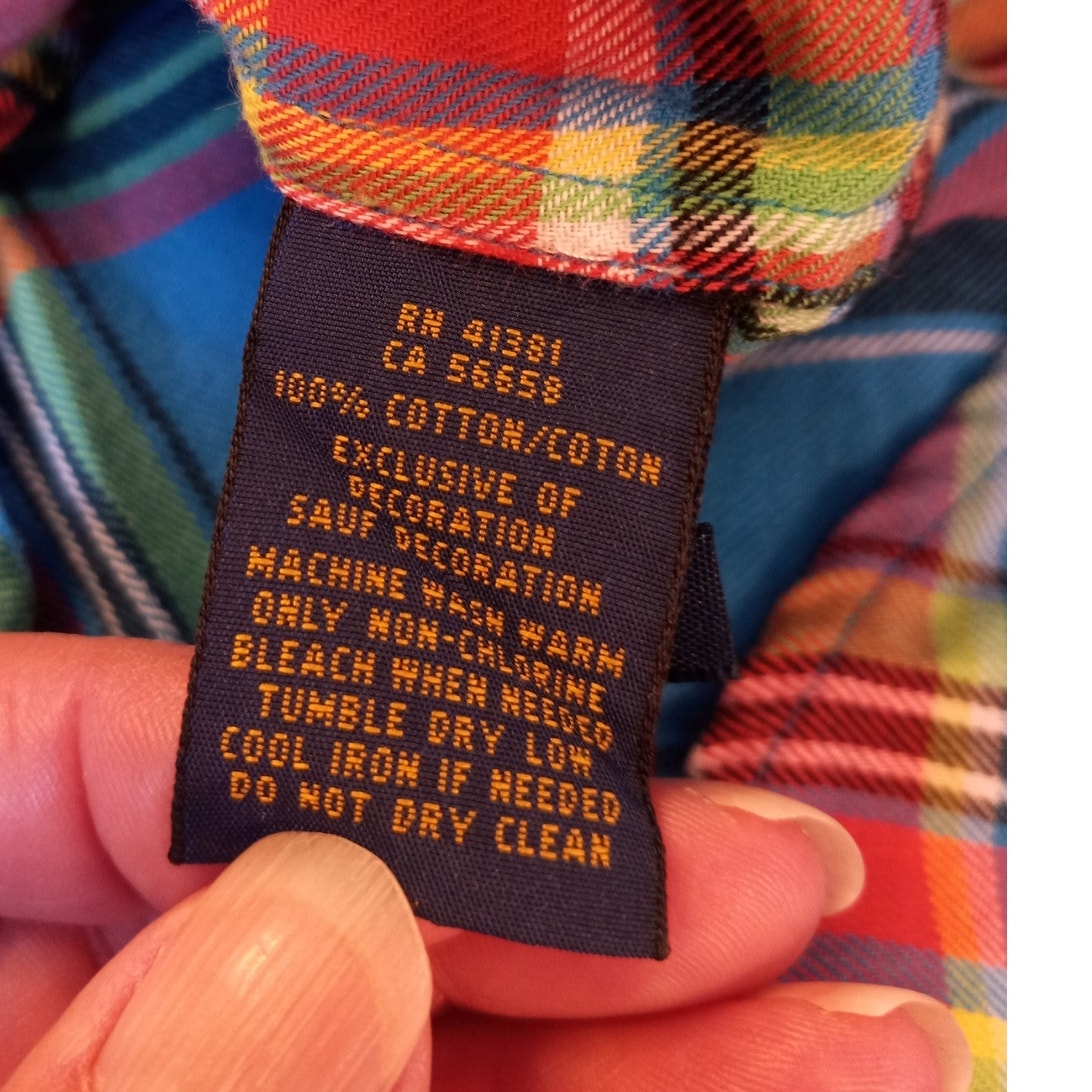 RN 41381
CA 56658
100% COTTON/COTON
EXCLUSIVE OF
DECORATION
SAUF DECORATION
MACHINE WASH WARM
ONLY NON-CHLORINE
BLEACH WHEN NEEDED
TUMBLE DRY LOW
COOL IRON IF NEEDED
DO NOT DRY CLEAN